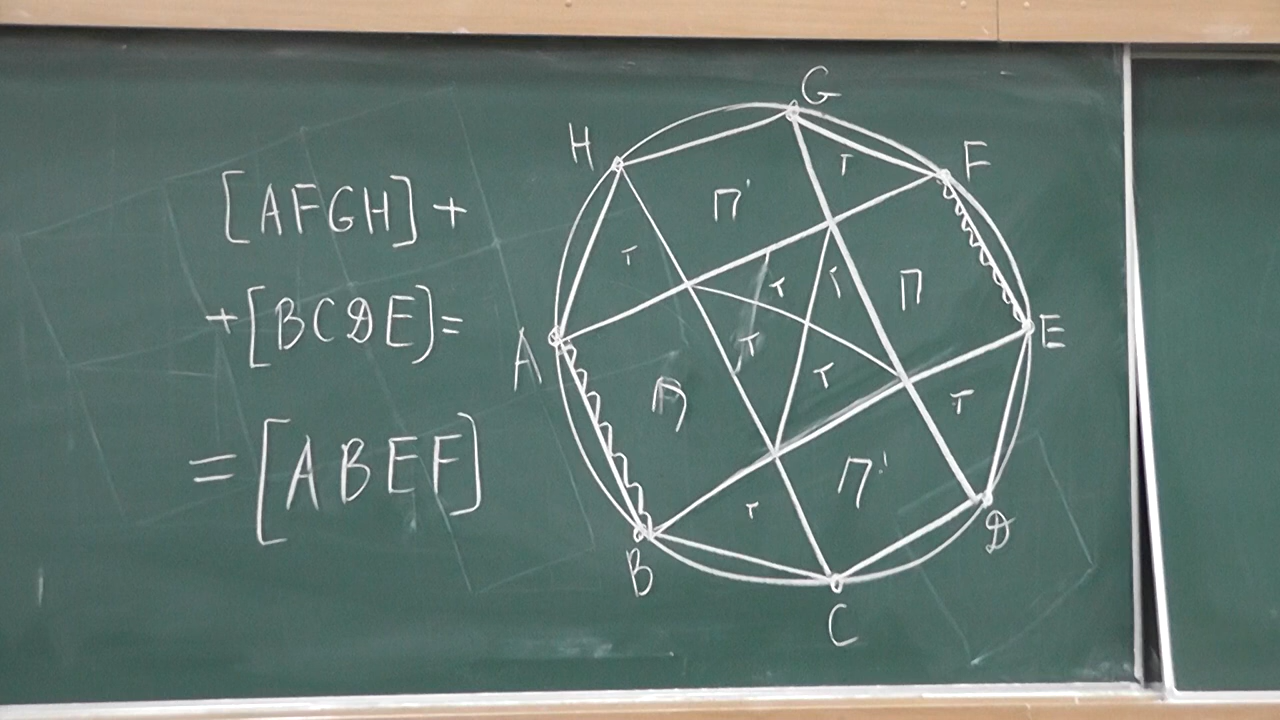 [AFGH]+
+[BCDE]=
=[ABEF]
G
H
F
T
П'
T
T
T
П
A
E
T
П
T
T
П'
T
D
B
C